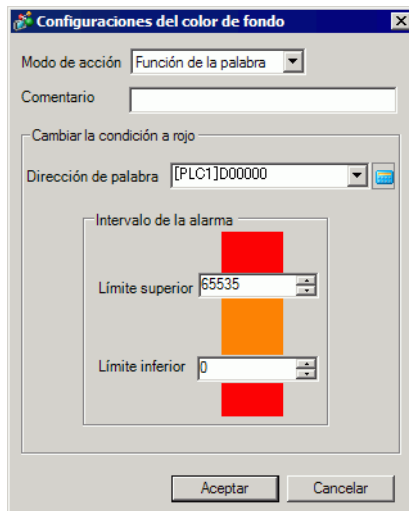 Configuraciones del color de fondo
Modo de acción Función de la palabra
Comentario
Cambiar la condición a rojo
Dirección de palabra [PLC1]D00000
Intervalo de la alarma
Límite superior 65535
Límite inferior 0
Aceptar Cancelar